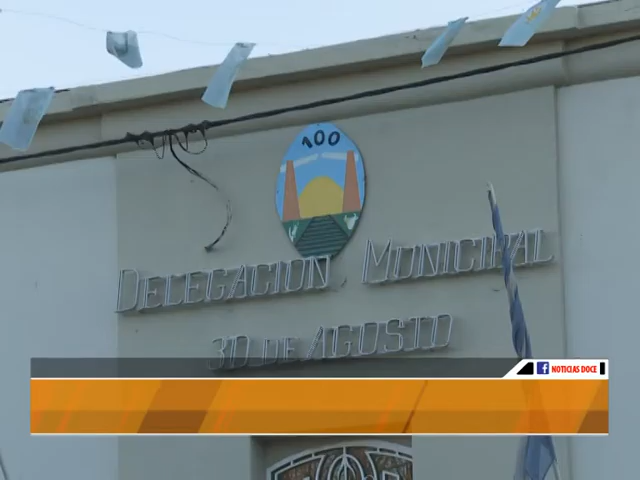 100
DELEGACION MUNICIPAL
30 DE AGOSTO
f NOTICIAS DOCE